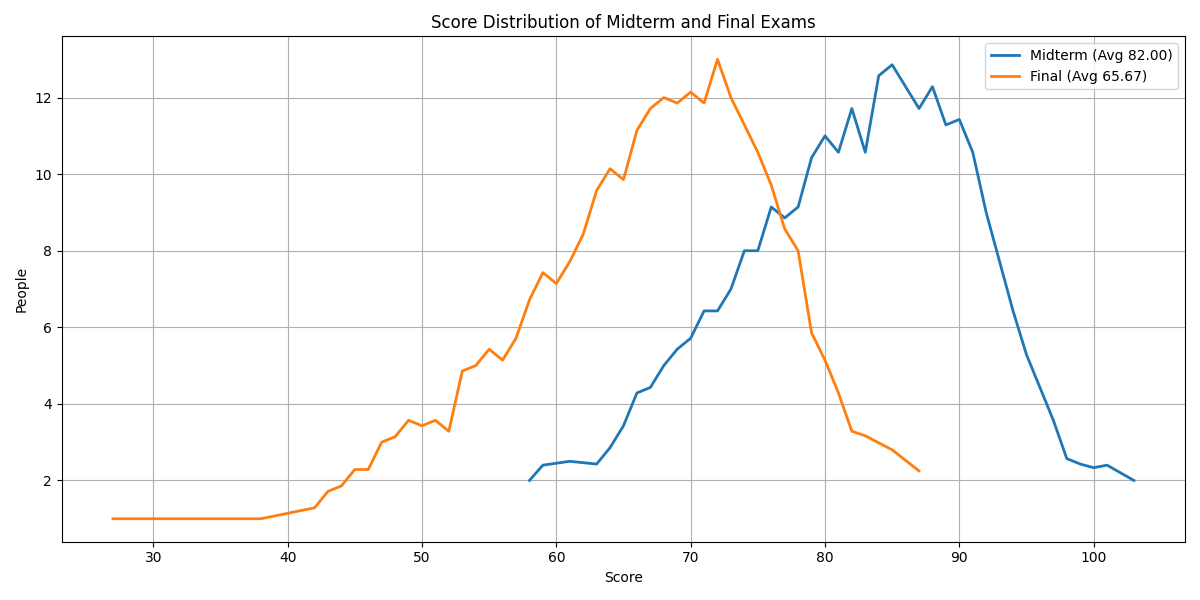 Score Distribution of Midterm and Final Exams
Midterm (Avg 82.00)
Final (Avg 65.67)
People
12
10
8
6
4
2
30 40 50 60 70 80 90 100
Score